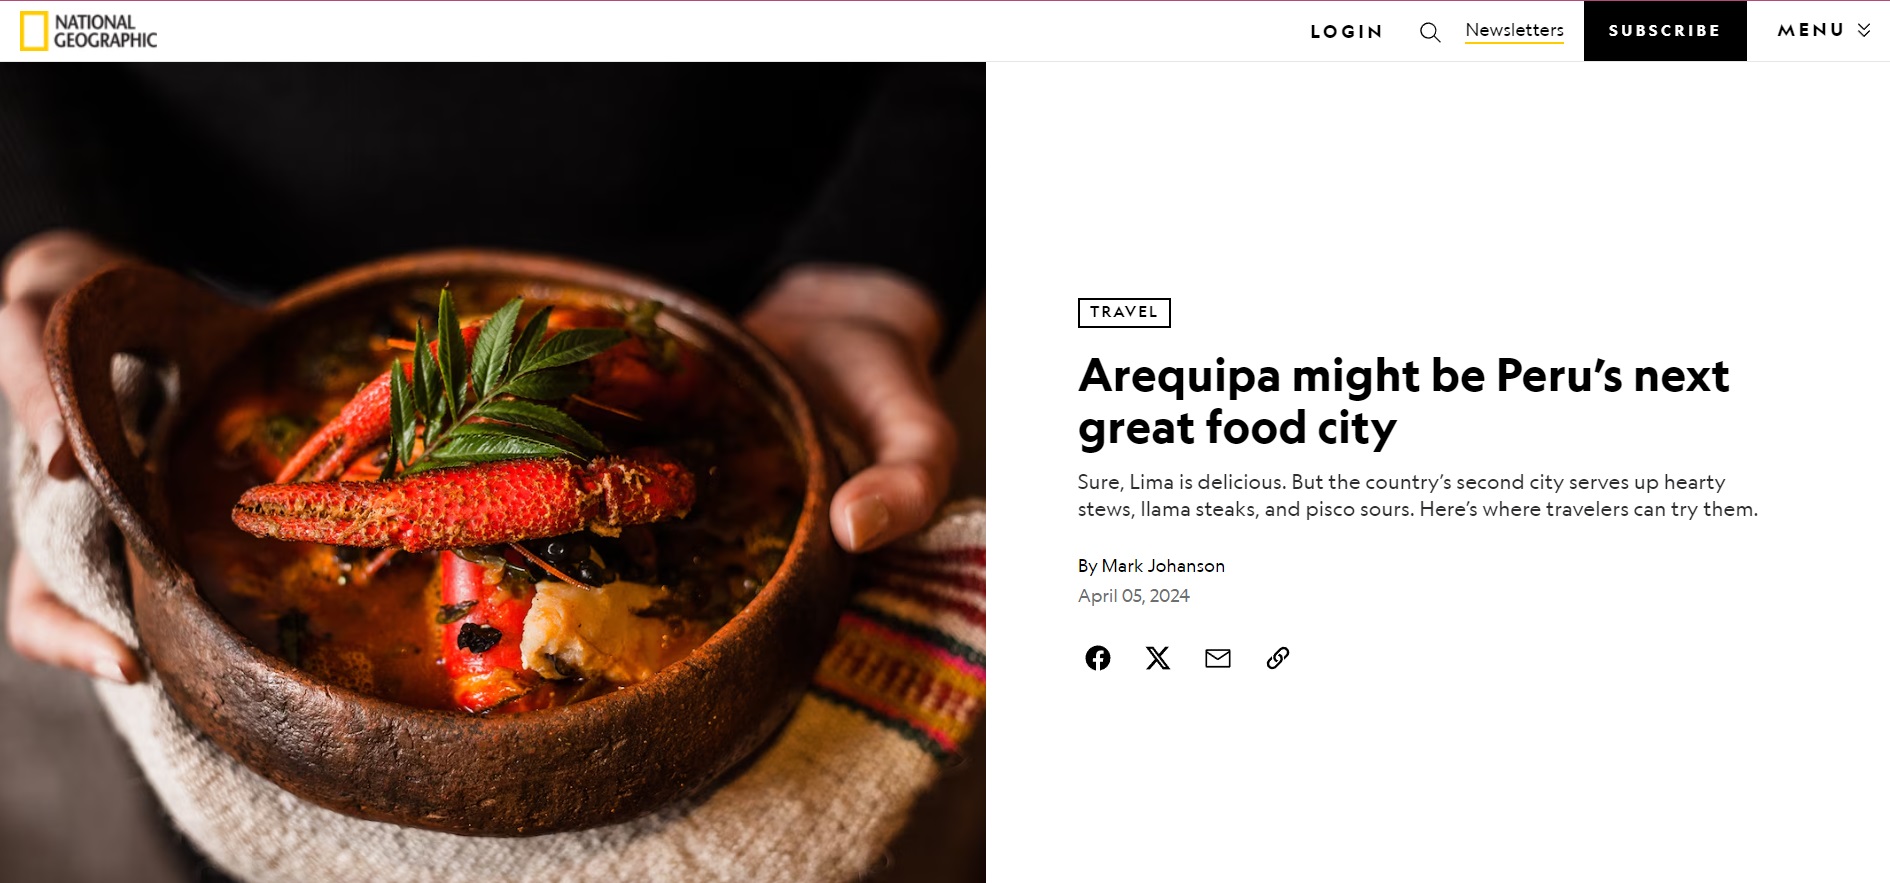 NATIONAL
GEOGRAPHIC
LOGIN
Newsletters
SUBSCRIBE
MENU
TRAVEL
Arequipa might be Peru’s next
great food city
Sure, Lima is delicious. But the country’s second city serves up hearty
stews, llama steaks, and pisco sours. Here’s where travelers can try them.
By Mark Johanson
April 05, 2024